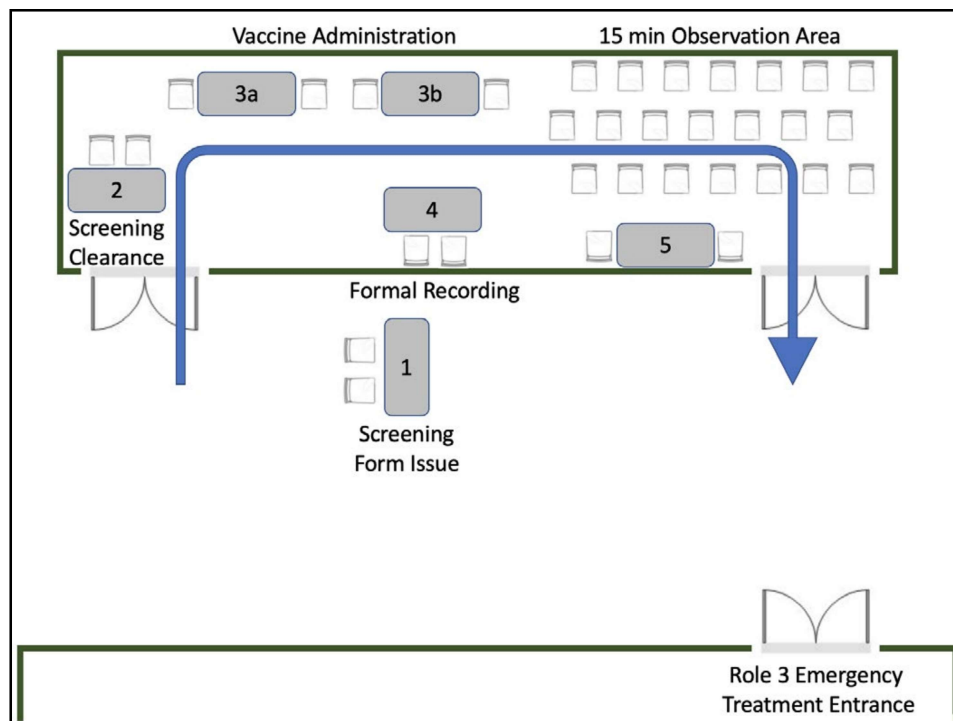 Vaccine Administration
15 min Observation Area
3a
3b
2
Screening
Clearance
4
Formal Recording
5
1
Screening
Form Issue
Role 3 Emergency
Treatment Entrance